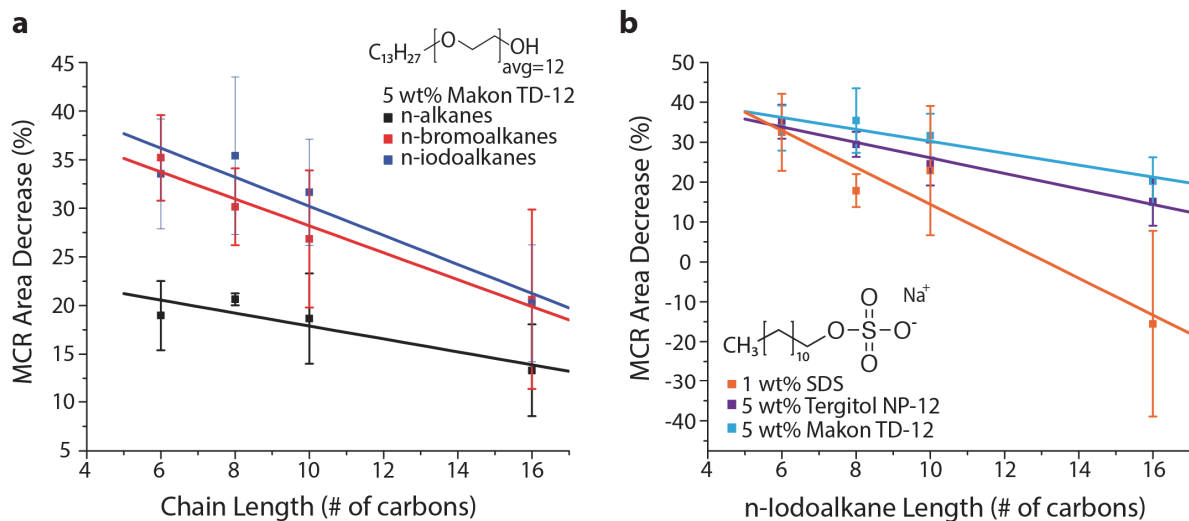 a
C13H27
O
OH
avg=12
5 wt% Makon TD-12
n-alkanes
n-bromoalkanes
n-iodoalkanes
MCR Area Decrease (%)
45
40
35
30
25
20
15
10
5
4 6 8 10 12 14 16
Chain Length (# of carbons)
b
MCR Area Decrease (%)
50
40
30
20
10
0
-10
-20
-30
-40
O Na+
CH3 10 O S O-
O
1 wt% SDS
5 wt% Tergitol NP-12
5 wt% Makon TD-12
4 6 8 10 12 14 16
n-Iodoalkane Length (# of carbons)